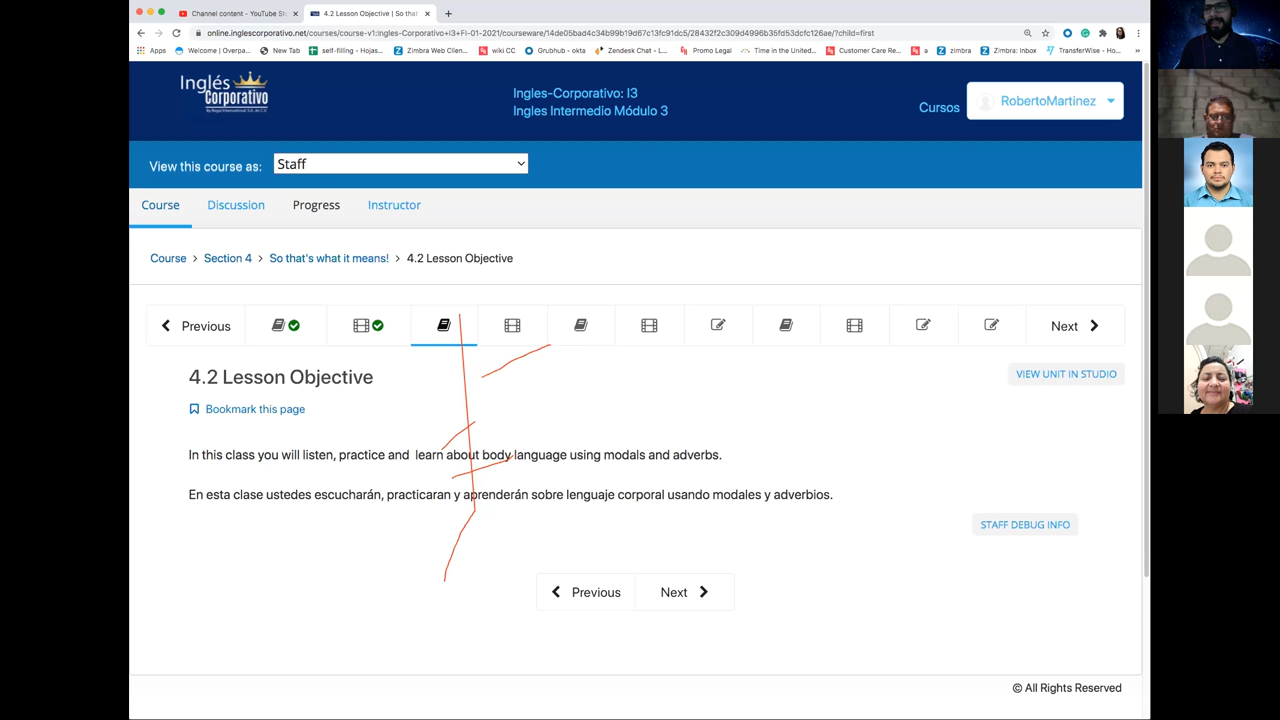 Channel content - YouTube St
4.2 Lesson Objective | So that
online.inglescorporativo.net/courses/course-v1:ingles-Corporativo+I3+FI-01-2021/courseware/14de05bad4c34b99b19d67c13fc91dc5/28432f2c309d4996b35fd53dcfc126ae/?child=first
Apps Welcome | Overpa... New Tab self-filling - Hojas... Zimbra Web Clien... wiki CC Grubhub - okta Zendesk Chat - L... Promo Legal Time in the United... Customer Care Re... a zimbra Zimbra: Inbox TransferWise - Ho...
Inglés
Corporativo
Ingles-Corporativo: I3
Ingles Intermedio Módulo 3
Cursos
RobertoMartinez
View this course as:
Staff
Course Discussion Progress Instructor
Course > Section 4 > So that's what it means! > 4.2 Lesson Objective
Previous
Next
4.2 Lesson Objective
VIEW UNIT IN STUDIO
Bookmark this page
In this class you will listen, practice and learn about body language using modals and adverbs.
En esta clase ustedes escucharán, practicaran y aprenderán sobre lenguaje corporal usando modales y adverbios.
STAFF DEBUG INFO
Previous
Next
© All Rights Reserved